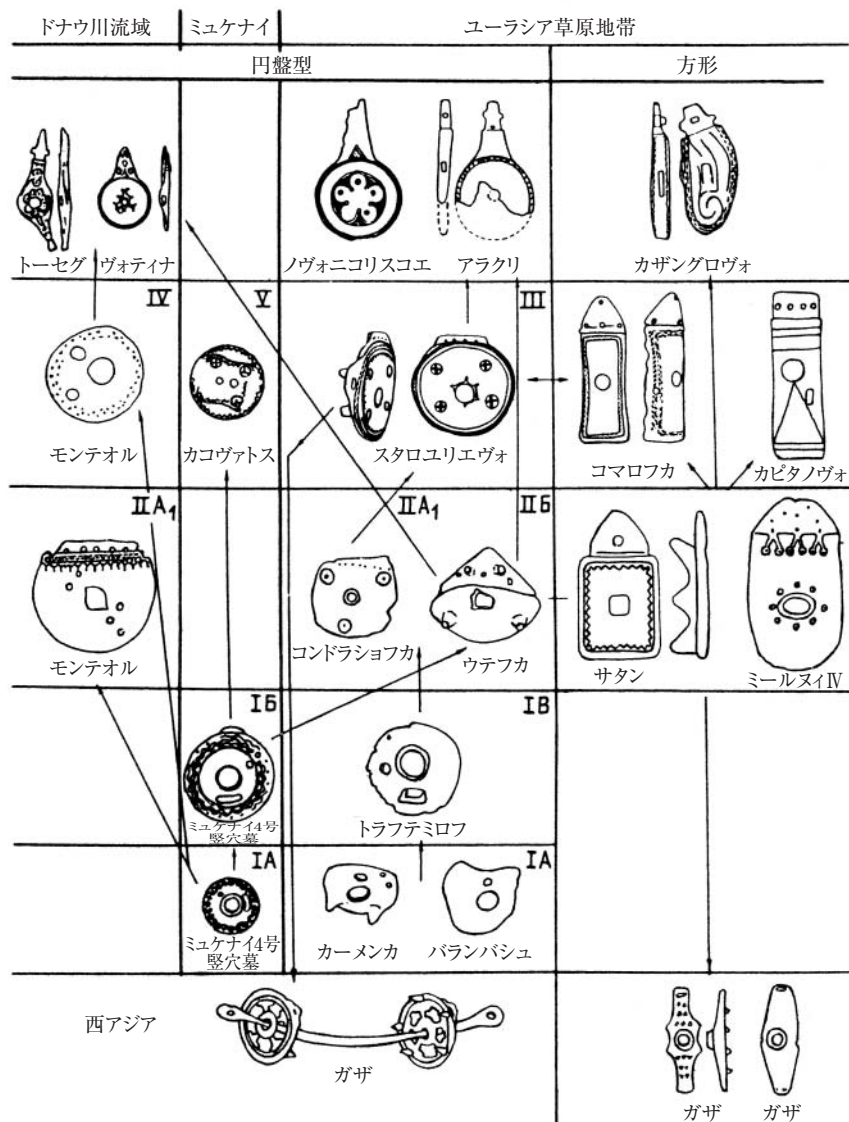 ドナウ川流域 ミュケナイ ユーラシア草原地帯
円盤型 方形
トーセグ ヴォティナ ノヴォニコリスコエ アラクリ カザングロヴォ
IV V III
モンテオル カコヴァトス スタロユリエヴォ コマロフカ カピタノヴォ
IIA₁ IIA₁ IIБ
モンテオル コンドラショフカ ウテフカ サタン ミールヌィIV
IБ IB
ミュケナイ4号
竪穴墓
トラフテミロフ
IA IA
ミュケナイ4号
竪穴墓
カーメンカ バランバシュ
西アジア
ガザ ガザ ガザ